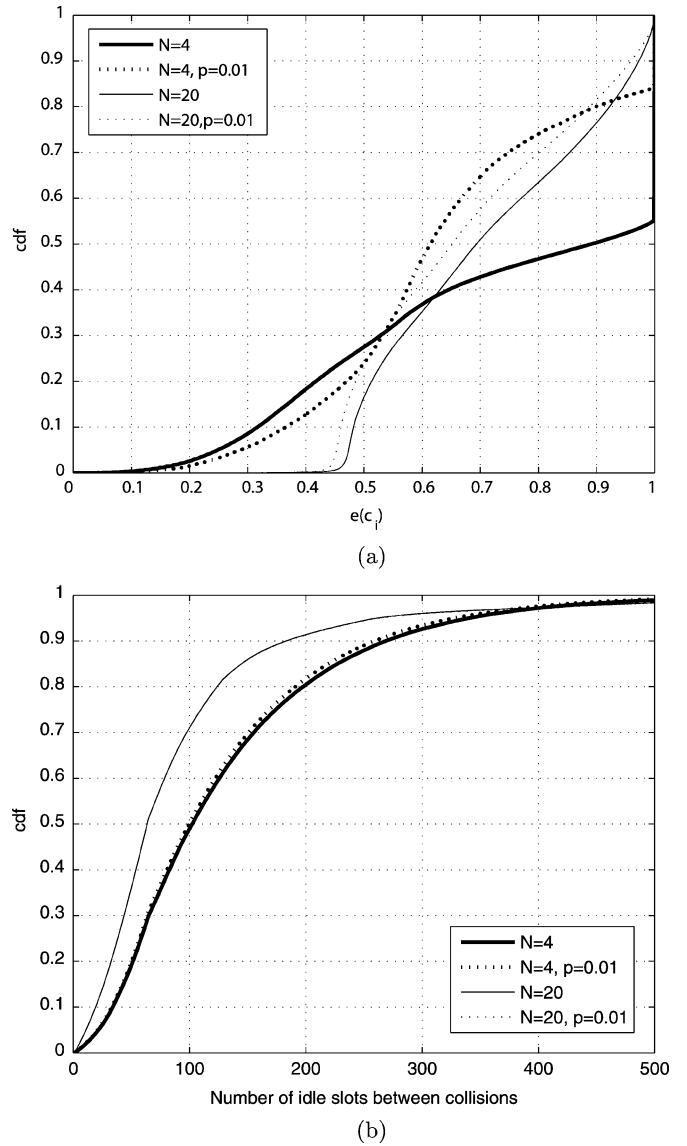 1
0.9
0.8
0.7
0.6
0.5
0.4
0.3
0.2
0.1
0
cdf
N=4
N=4, p=0.01
N=20
N=20,p=0.01
0 0.1 0.2 0.3 0.4 0.5 0.6 0.7 0.8 0.9 1
e(c_i)
(a)
1
0.9
0.8
0.7
0.6
0.5
0.4
0.3
0.2
0.1
0
cdf
N=4
N=4, p=0.01
N=20
N=20, p=0.01
0 100 200 300 400 500
Number of idle slots between collisions
(b)